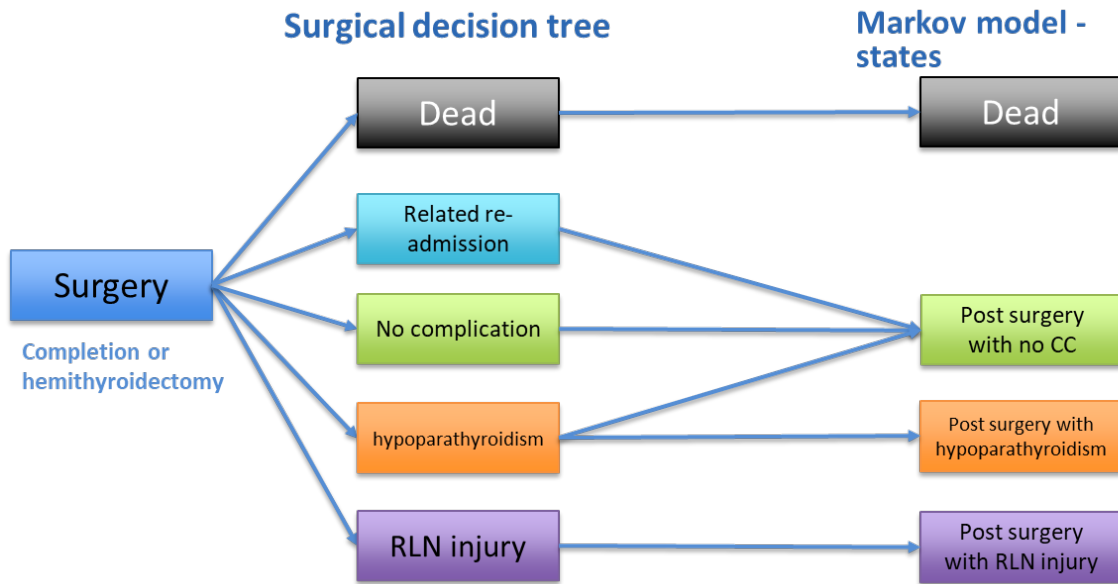 Surgical decision tree
Markov model -
states
Dead
Dead
Related re-
admission
Surgery
No complication
Post surgery
with no CC
Completion or
hemithyroidectomy
hypoparathyroidism
Post surgery with
hypoparathyroidism
RLN injury
Post surgery
with RLN injury